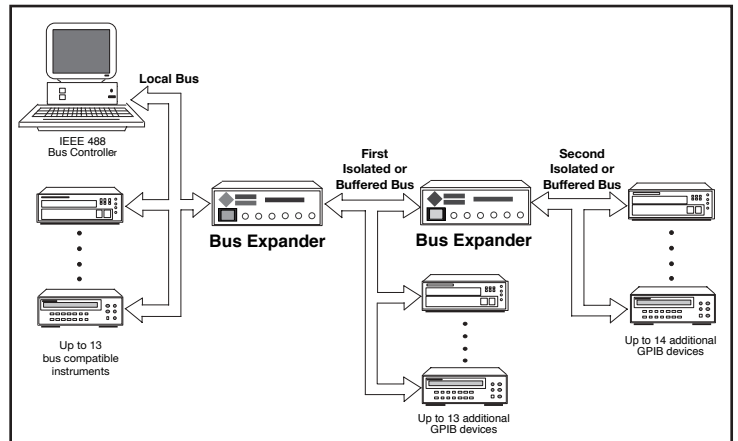 Local Bus
IEEE 488
Bus Controller
First
Isolated or
Buffered Bus
Second
Isolated or
Buffered Bus
Bus Expander
Bus Expander
Up to 13
bus compatible
instruments
Up to 13 additional
GPIB devices
Up to 14 additional
GPIB devices